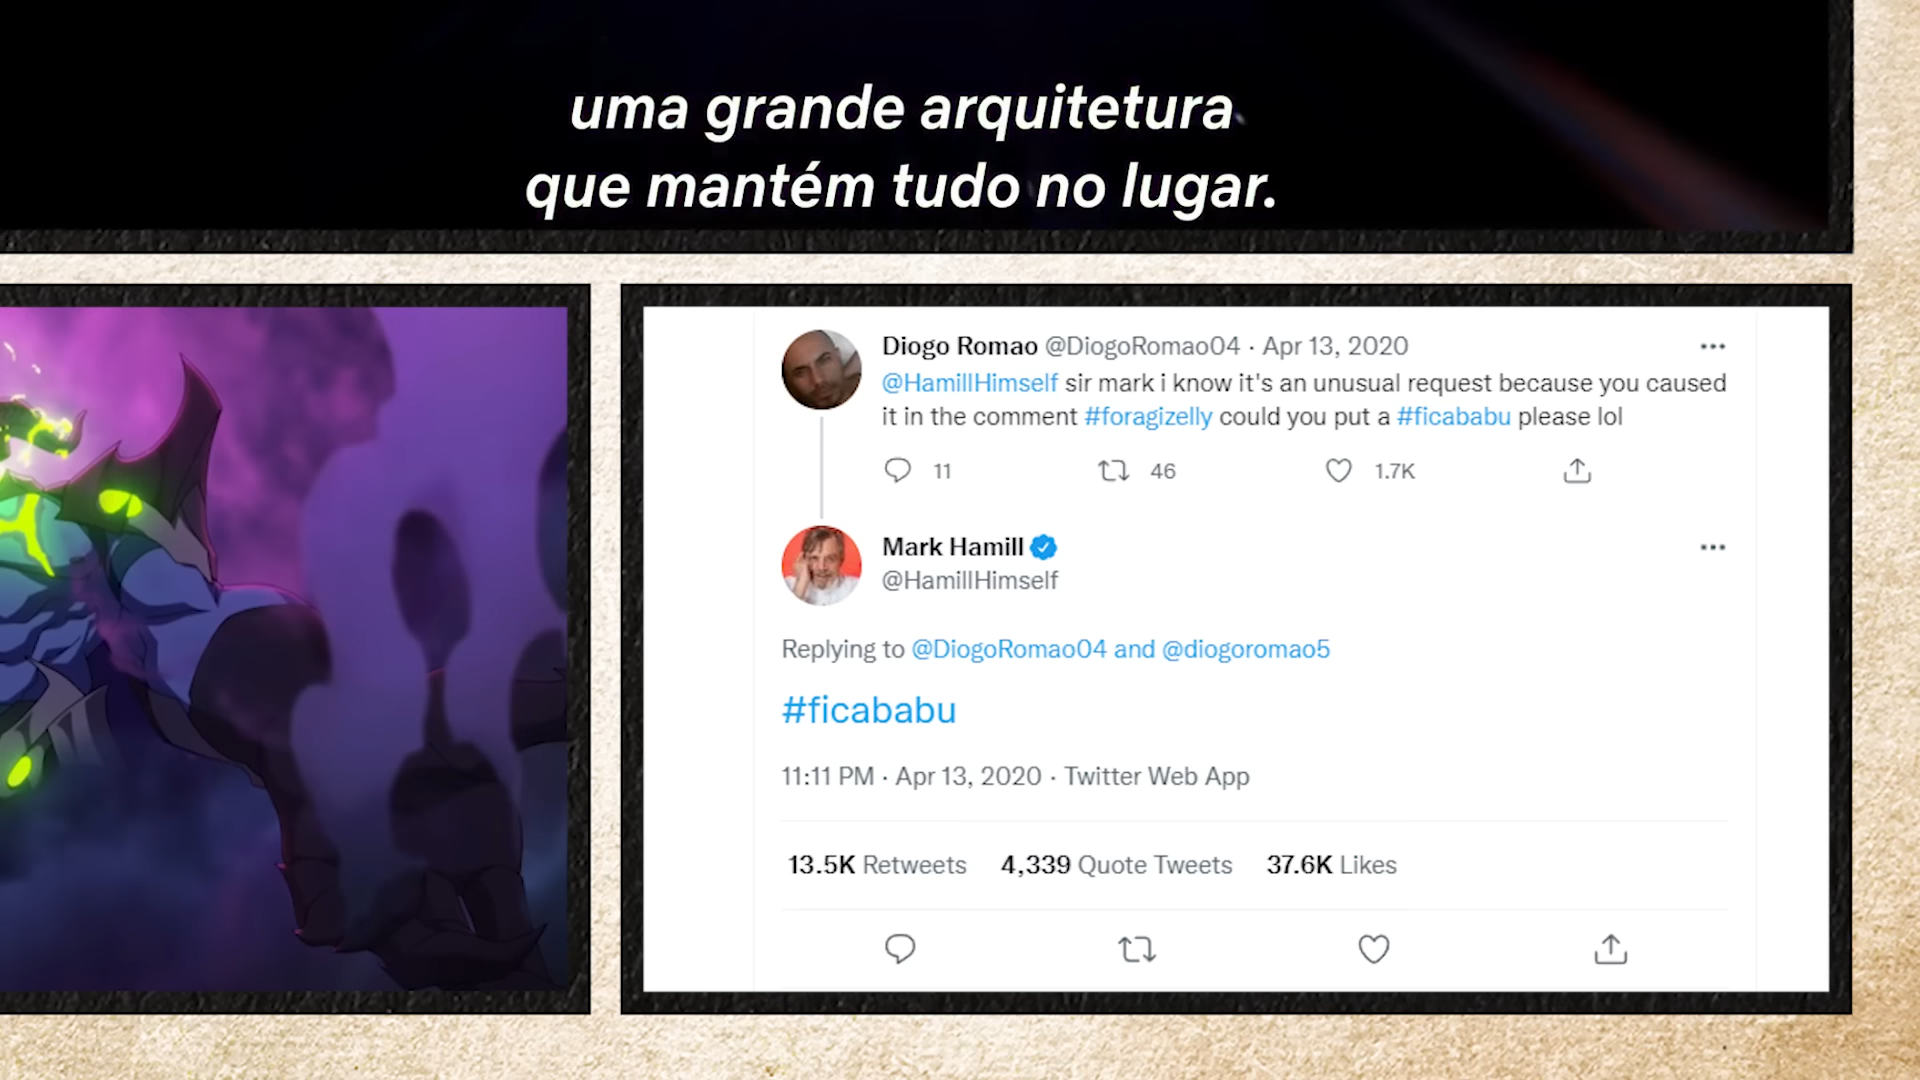 uma grande arquitetura
que mantém tudo no lugar.
Diogo Romao @DiogoRomao04 · Apr 13, 2020
@HamillHimself sir mark i know it's an unusual request because you caused
it in the comment #foragizelly could you put a #ficababu please lol
11 46 1.7K
Mark Hamill
@HamillHimself
Replying to @DiogoRomao04 and @diogoromao5
#ficababu
11:11 PM · Apr 13, 2020 · Twitter Web App
13.5K Retweets 4,339 Quote Tweets 37.6K Likes